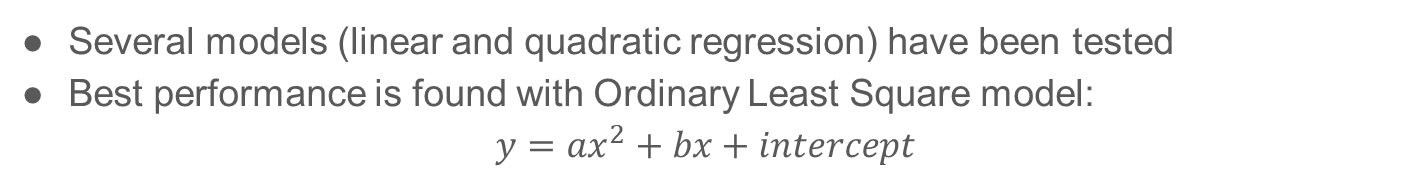 ● Several models (linear and quadratic regression) have been tested
● Best performance is found with Ordinary Least Square model:
y = ax² + bx + intercept